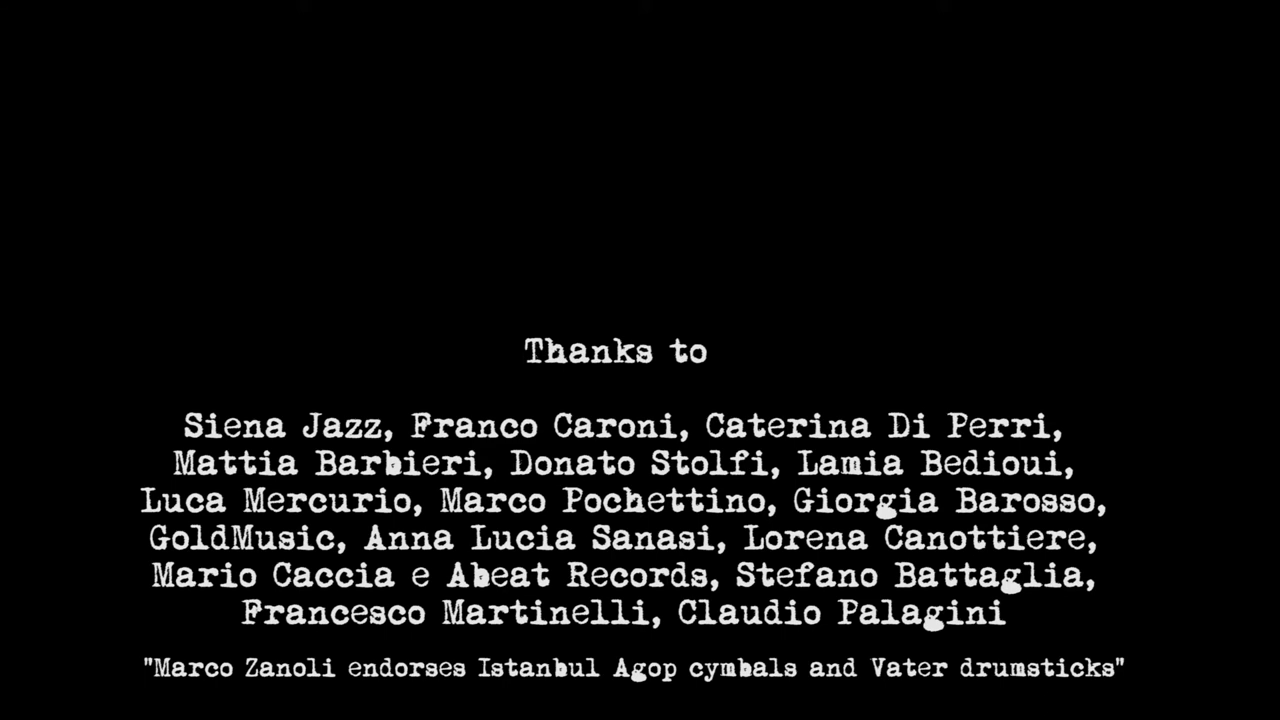 Thanks to
Siena Jazz, Franco Caroni, Caterina Di Perri,
Mattia Barbieri, Donato Stolfi, Lamia Bedioui,
Luca Mercurio, Marco Pochettino, Giorgia Barosso,
GoldMusic, Anna Lucia Sanasi, Lorena Canottiere,
Mario Caccia e Abeat Records, Stefano Battaglia,
Francesco Martinelli, Claudio Palagini
"Marco Zanoli endorses Istanbul Agop cymbals and Vater drumsticks"